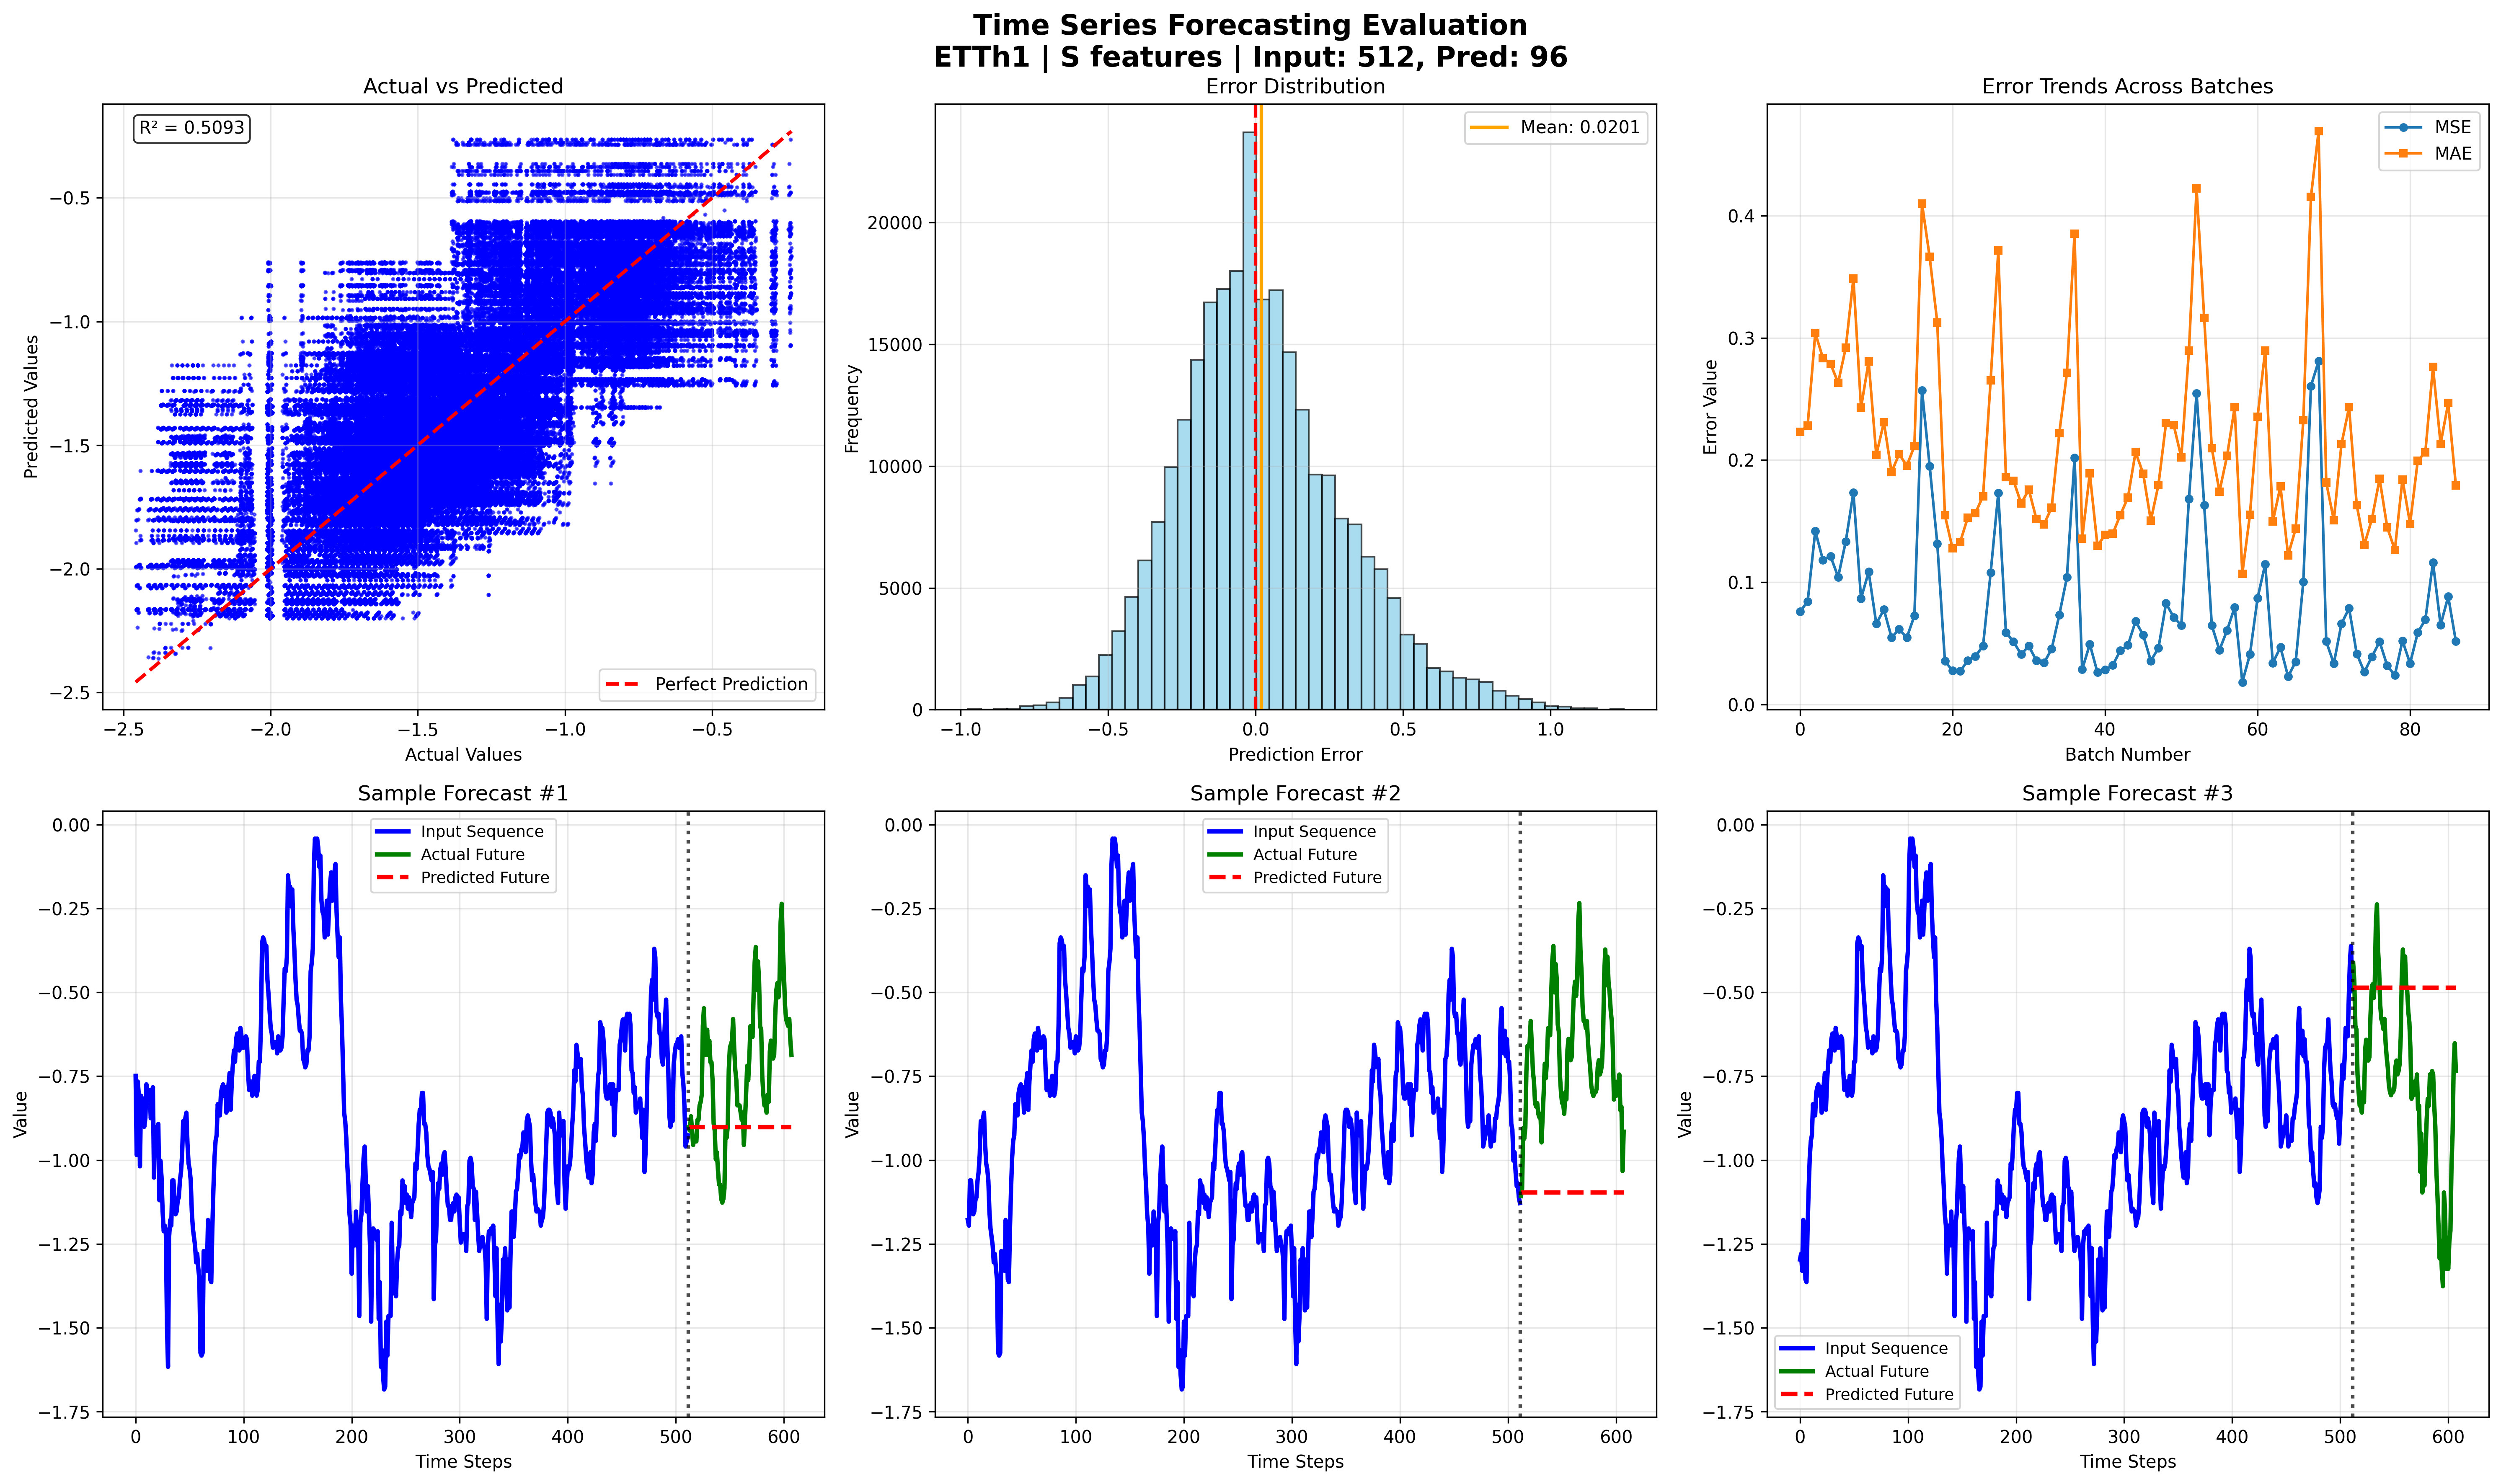 Time Series Forecasting Evaluation
ETTh1 | S features | Input: 512, Pred: 96
Actual vs Predicted
R² = 0.5093
Perfect Prediction
Predicted Values
−0.5
−1.0
−1.5
−2.0
−2.5
−2.5 −2.0 −1.5 −1.0 −0.5
Actual Values
Error Distribution
Mean: 0.0201
Frequency
20000
15000
10000
5000
0
−1.0 −0.5 0.0 0.5 1.0
Prediction Error
Error Trends Across Batches
MSE
MAE
Error Value
0.4
0.3
0.2
0.1
0.0
0 20 40 60 80
Batch Number
Sample Forecast #1
Input Sequence
Actual Future
Predicted Future
Value
0.00
−0.25
−0.50
−0.75
−1.00
−1.25
−1.50
−1.75
0 100 200 300 400 500 600
Time Steps
Sample Forecast #2
Input Sequence
Actual Future
Predicted Future
Value
0.00
−0.25
−0.50
−0.75
−1.00
−1.25
−1.50
−1.75
0 100 200 300 400 500 600
Time Steps
Sample Forecast #3
Input Sequence
Actual Future
Predicted Future
Value
0.00
−0.25
−0.50
−0.75
−1.00
−1.25
−1.50
−1.75
0 100 200 300 400 500 600
Time Steps